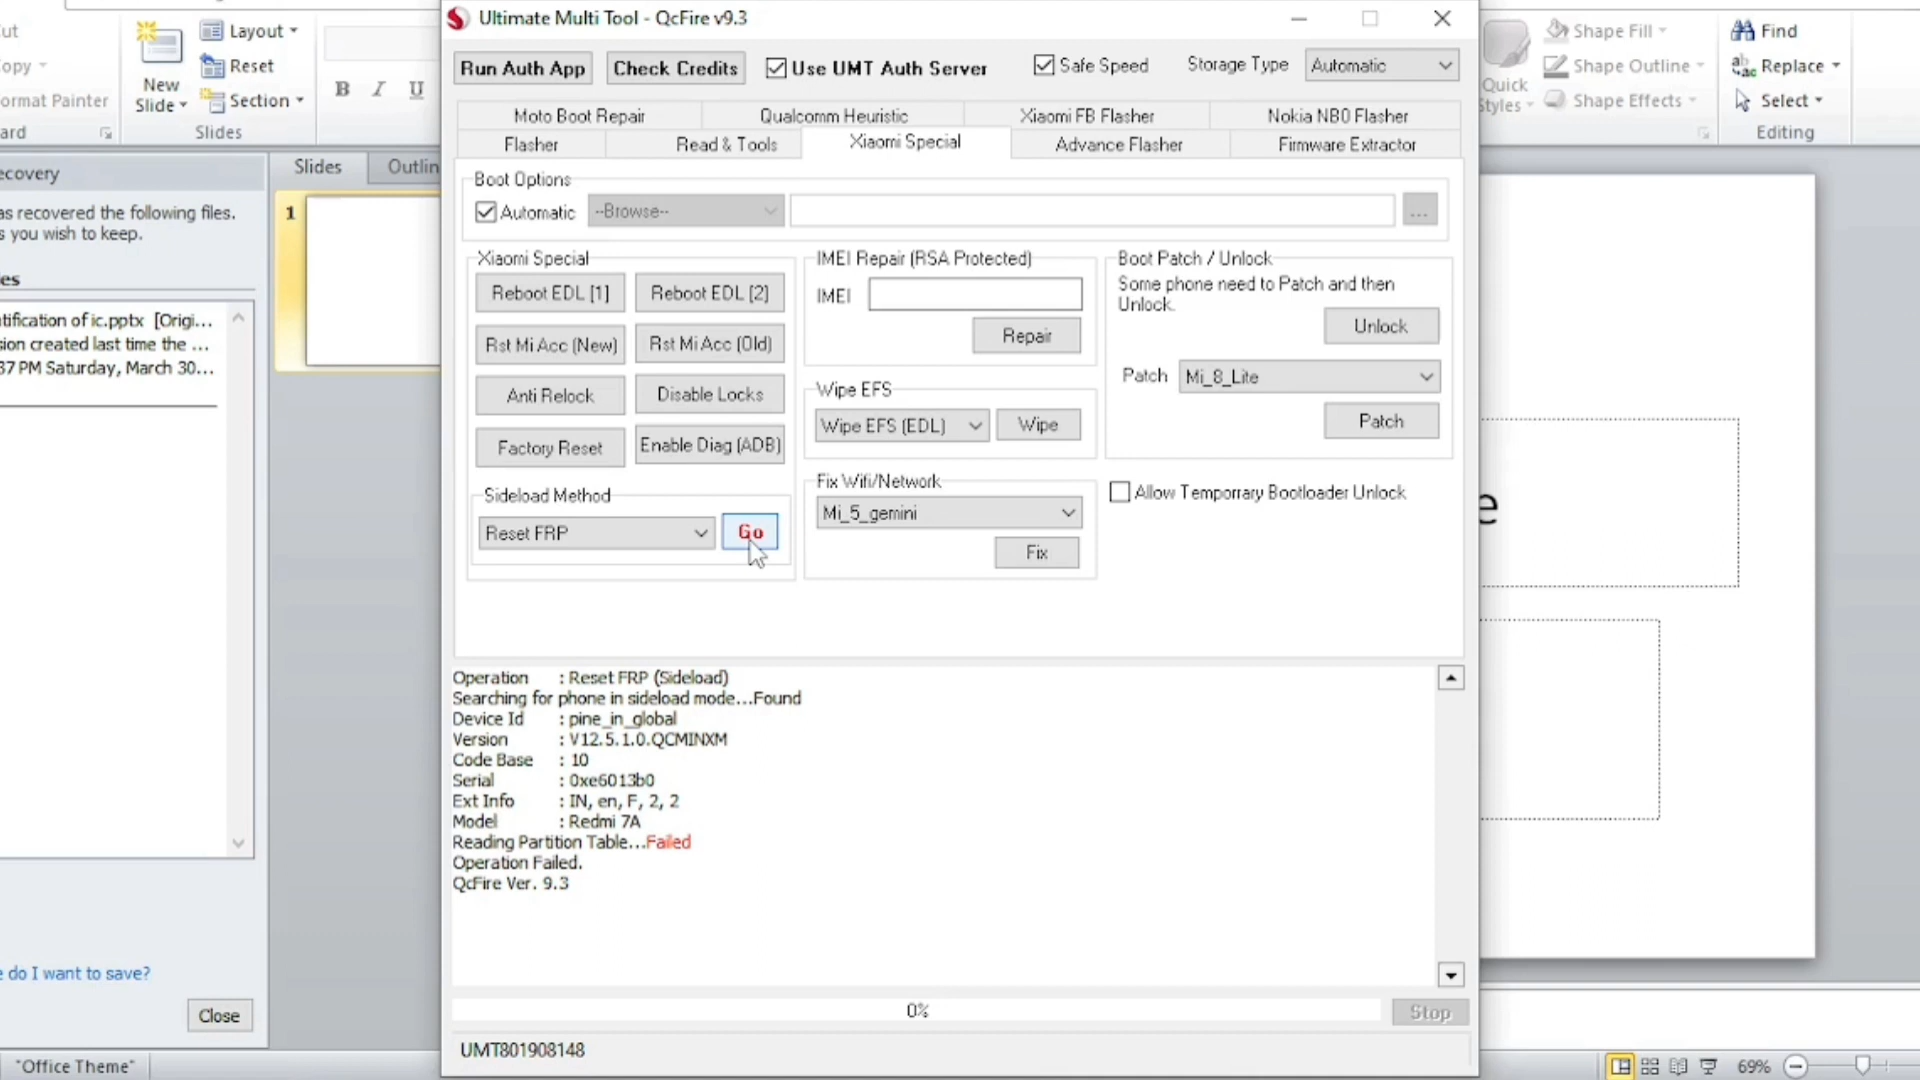 Ultimate Multi Tool - QcFire v9.3
Run Auth App
Check Credits
Use UMT Auth Server
Safe Speed
Storage Type
Automatic
Moto Boot Repair
Qualcomm Heuristic
Xiaomi FB Flasher
Nokia NB0 Flasher
Flasher
Read & Tools
Xiaomi Special
Advance Flasher
Firmware Extractor
Boot Options
Automatic
--Browse--
...
Xiaomi Special
Reboot EDL [1]
Reboot EDL [2]
Rst Mi Acc (New)
Rst Mi Acc (Old)
Anti Relock
Disable Locks
Factory Reset
Enable Diag (ADB)
Sideload Method
Reset FRP
Go
IMEI Repair (RSA Protected)
IMEI
Repair
Wipe EFS
Wipe EFS (EDL)
Wipe
Fix Wifi/Network
Mi_5_gemini
Fix
Boot Patch / Unlock
Some phone need to Patch and then
Unlock.
Unlock
Patch
Mi_8_Lite
Patch
Allow Temporrary Bootloader Unlock
Operation : Reset FRP (Sideload)
Searching for phone in sideload mode...Found
Device Id : pine_in_global
Version : V12.5.1.0.QCMINXM
Code Base : 10
Serial : 0xe6013b0
Ext Info : IN, en, F, 2, 2
Model : Redmi 7A
Reading Partition Table...Failed
Operation Failed.
QcFire Ver. 9.3
0%
Stop
UMT801908148
ut
opy
ormat Painter
ard
New
Slide
Layout
Reset
Section
Slides
B I U
Quick
Styles
Shape Fill
Shape Outline
Shape Effects
Find
Replace
Select
Editing
ecovery
as recovered the following files.
s you wish to keep.
es
tification of ic.pptx [Origi...
sion created last time the ...
37 PM Saturday, March 30...
e do I want to save?
Close
"Office Theme"
Slides
Outlin
1
e
69%